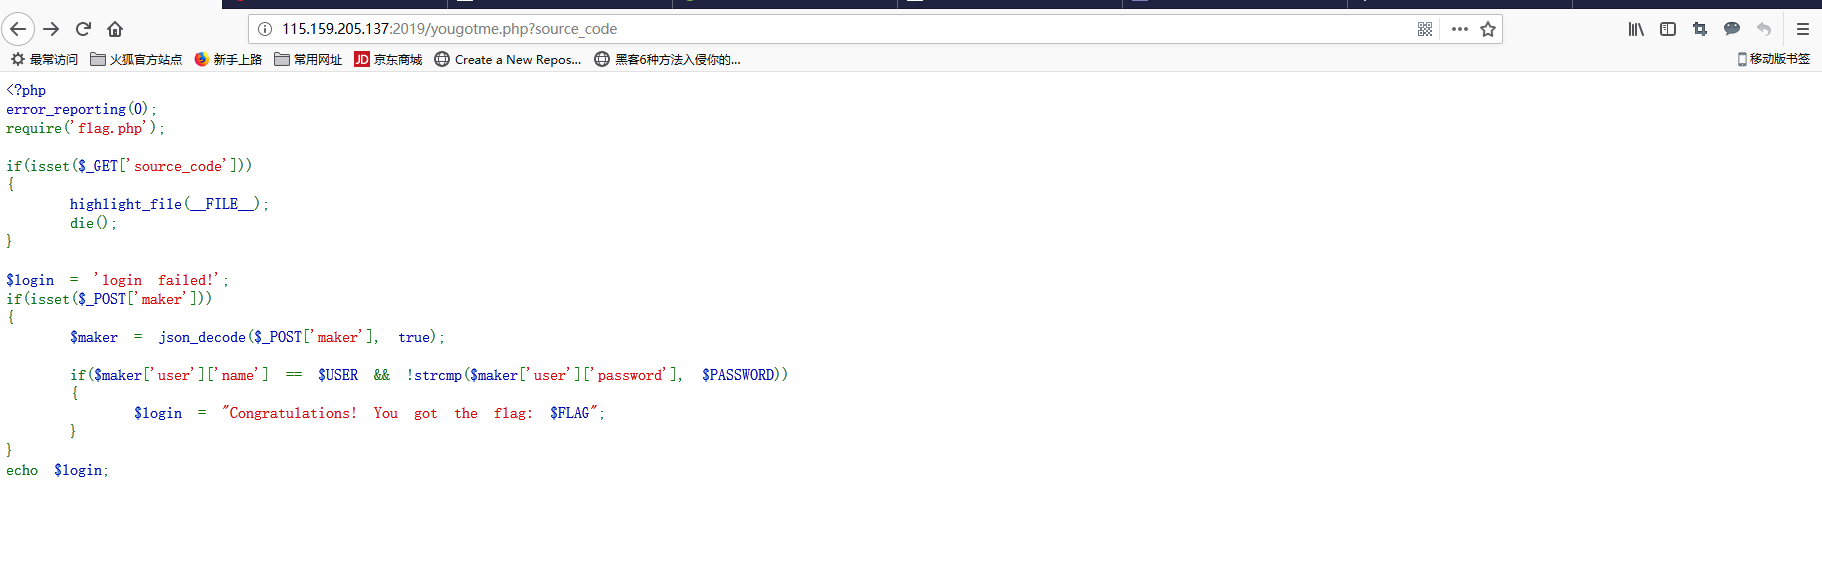 115.159.205.137:2019/yougotme.php?source_code
最常访问 火狐官方站点 新手上路 常用网址 JD 京东商城 Create a New Repos... 黑客6种方法入侵你的... 移动版书签
<?php
error_reporting(0);
require('flag.php');
if(isset($_GET['source_code']))
{
highlight_file(__FILE__);
die();
}
$login = 'login failed!';
if(isset($_POST['maker']))
{
$maker = json_decode($_POST['maker'], true);
if($maker['user']['name'] == $USER && !strcmp($maker['user']['password'], $PASSWORD))
{
$login = "Congratulations! You got the flag: $FLAG";
}
}
echo $login;